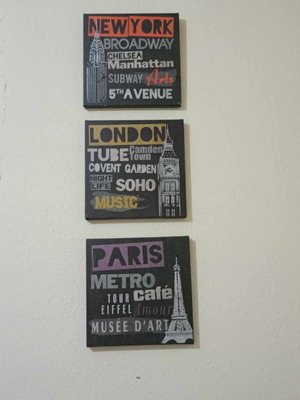 NEW YORK
BROADWAY
CHELSEA
Manhattan
SUBWAY Arts
5TH AVENUE
LONDON
TUBE Camden Town
COVENT GARDEN
NIGHT LIFE SOHO
MUSIC
PARIS
METRO
TOUR EIFFEL café
Amour
MUSÉE D'ART